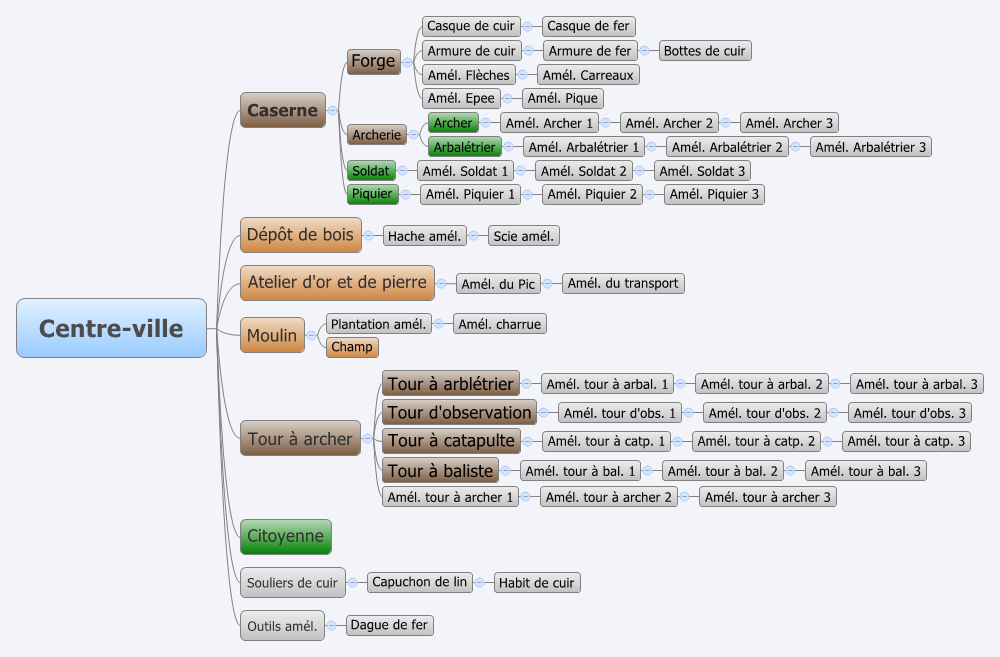 Centre-ville
Caserne
Forge
Casque de cuir
Casque de fer
Armure de cuir
Armure de fer
Bottes de cuir
Amél. Flèches
Amél. Carreaux
Amél. Epee
Amél. Pique
Archerie
Archer
Amél. Archer 1
Amél. Archer 2
Amél. Archer 3
Arbalétrier
Amél. Arbalétrier 1
Amél. Arbalétrier 2
Amél. Arbalétrier 3
Soldat
Amél. Soldat 1
Amél. Soldat 2
Amél. Soldat 3
Piquier
Amél. Piquier 1
Amél. Piquier 2
Amél. Piquier 3
Dépôt de bois
Hache amél.
Scie amél.
Atelier d'or et de pierre
Amél. du Pic
Amél. du transport
Moulin
Plantation amél.
Amél. charrue
Champ
Tour à archer
Tour à arblétrier
Amél. tour à arbal. 1
Amél. tour à arbal. 2
Amél. tour à arbal. 3
Tour d'observation
Amél. tour d'obs. 1
Amél. tour d'obs. 2
Amél. tour d'obs. 3
Tour à catapulte
Amél. tour à catp. 1
Amél. tour à catp. 2
Amél. tour à catp. 3
Tour à baliste
Amél. tour à bal. 1
Amél. tour à bal. 2
Amél. tour à bal. 3
Amél. tour à archer 1
Amél. tour à archer 2
Amél. tour à archer 3
Citoyenne
Souliers de cuir
Capuchon de lin
Habit de cuir
Outils amél.
Dague de fer